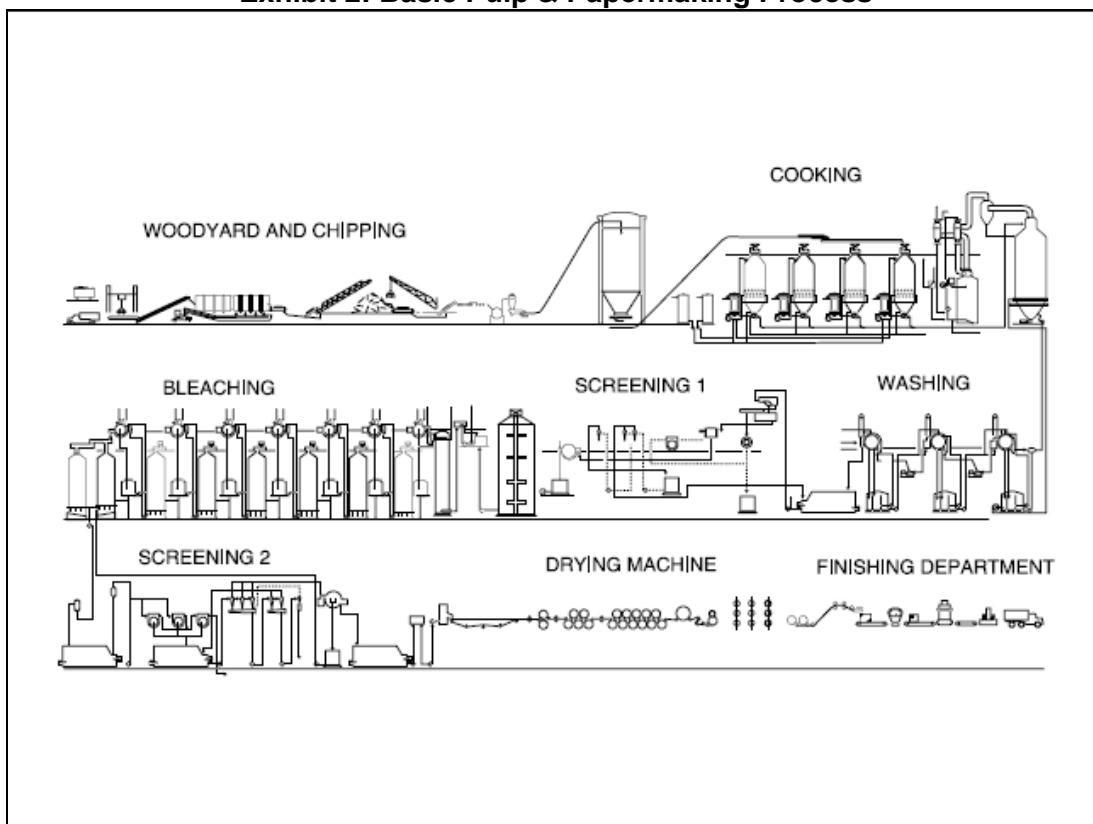 Exhibit 2: Basic Pulp & Papermaking Process
COOKING
WOODYARD AND CHIPPING
BLEACHING
SCREENING 1
WASHING
SCREENING 2
DRYING MACHINE
FINISHING DEPARTMENT